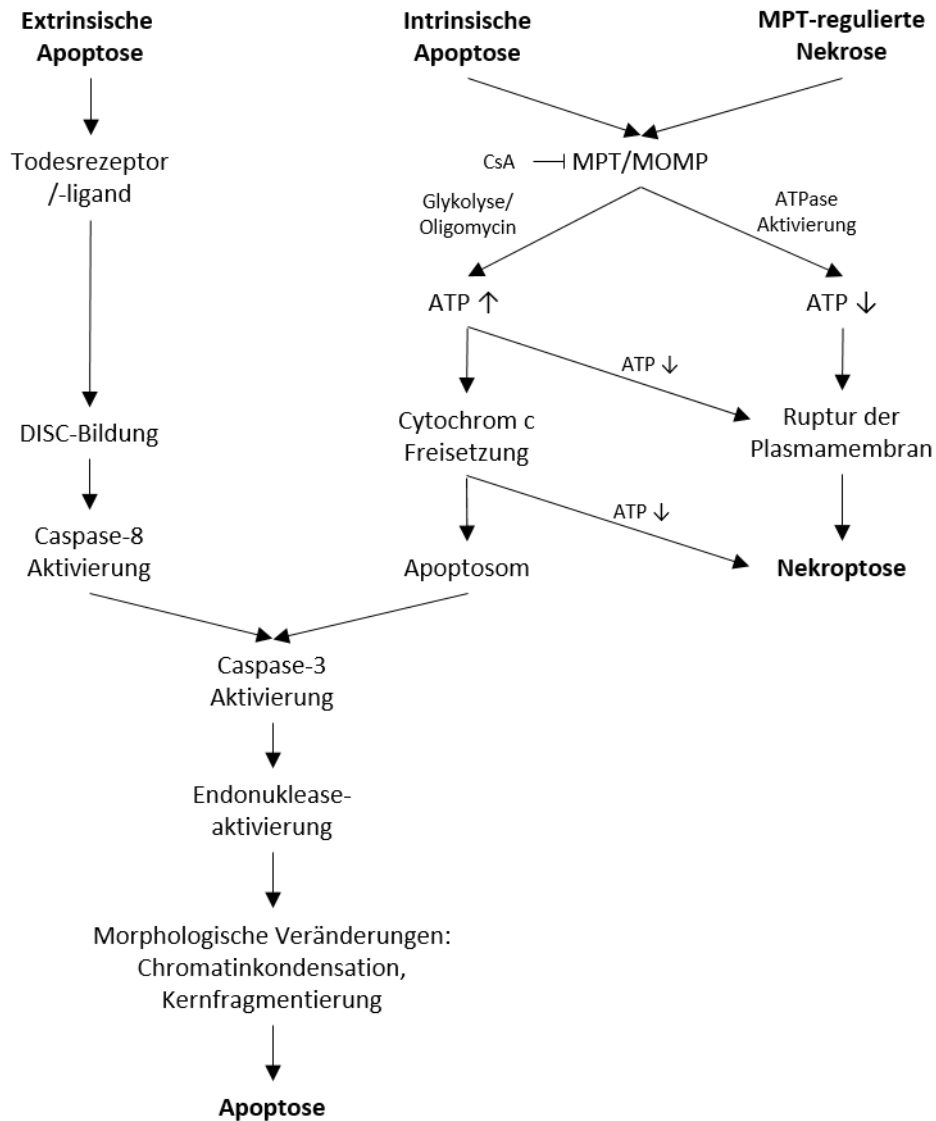 Extrinsische
Apoptose
Intrinsische
Apoptose
MPT-regulierte
Nekrose
Todesrezeptor
/-ligand
CsA
MPT/MOMP
Glykolyse/
Oligomycin
ATPase
Aktivierung
ATP ↑
ATP ↓
ATP ↓
DISC-Bildung
Cytochrom c
Freisetzung
Ruptur der
Plasmamembran
ATP ↓
Caspase-8
Aktivierung
Apoptosom
Nekroptose
Caspase-3
Aktivierung
Endonuklease-
aktivierung
Morphologische Veränderungen:
Chromatinkondensation,
Kernfragmentierung
Apoptose